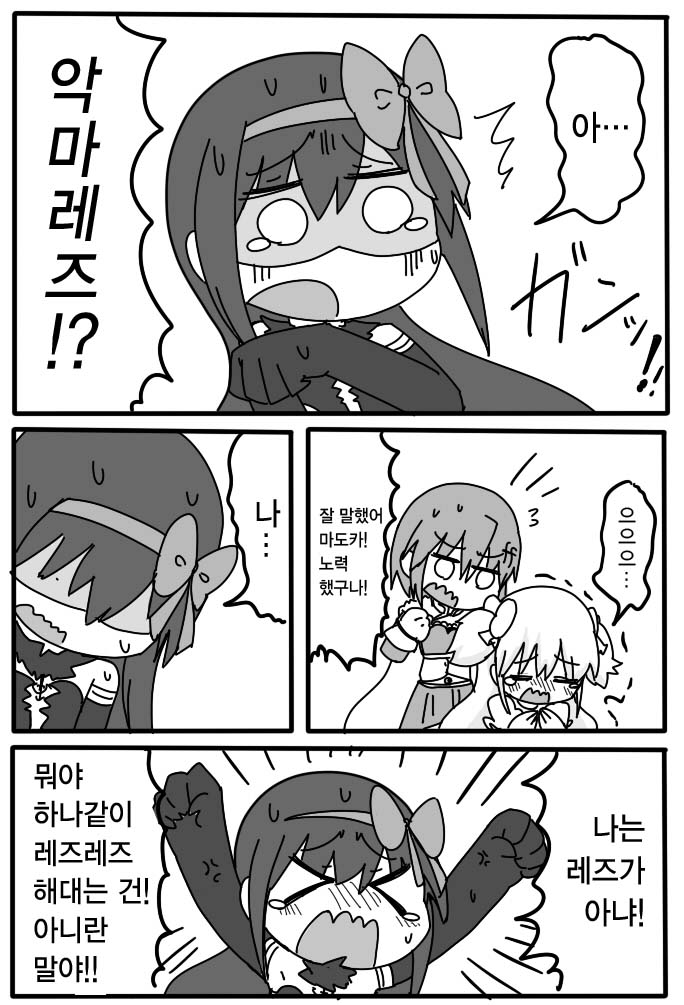 아…
악
마
레
즈
!?
ガンッ!!
으으으…
잘 말했어
마도카!
노력
했구나!
나
…
나는
레즈가
아냐!
뭐야
하나같이
레즈레즈
해대는 건!
아니란
말야!!